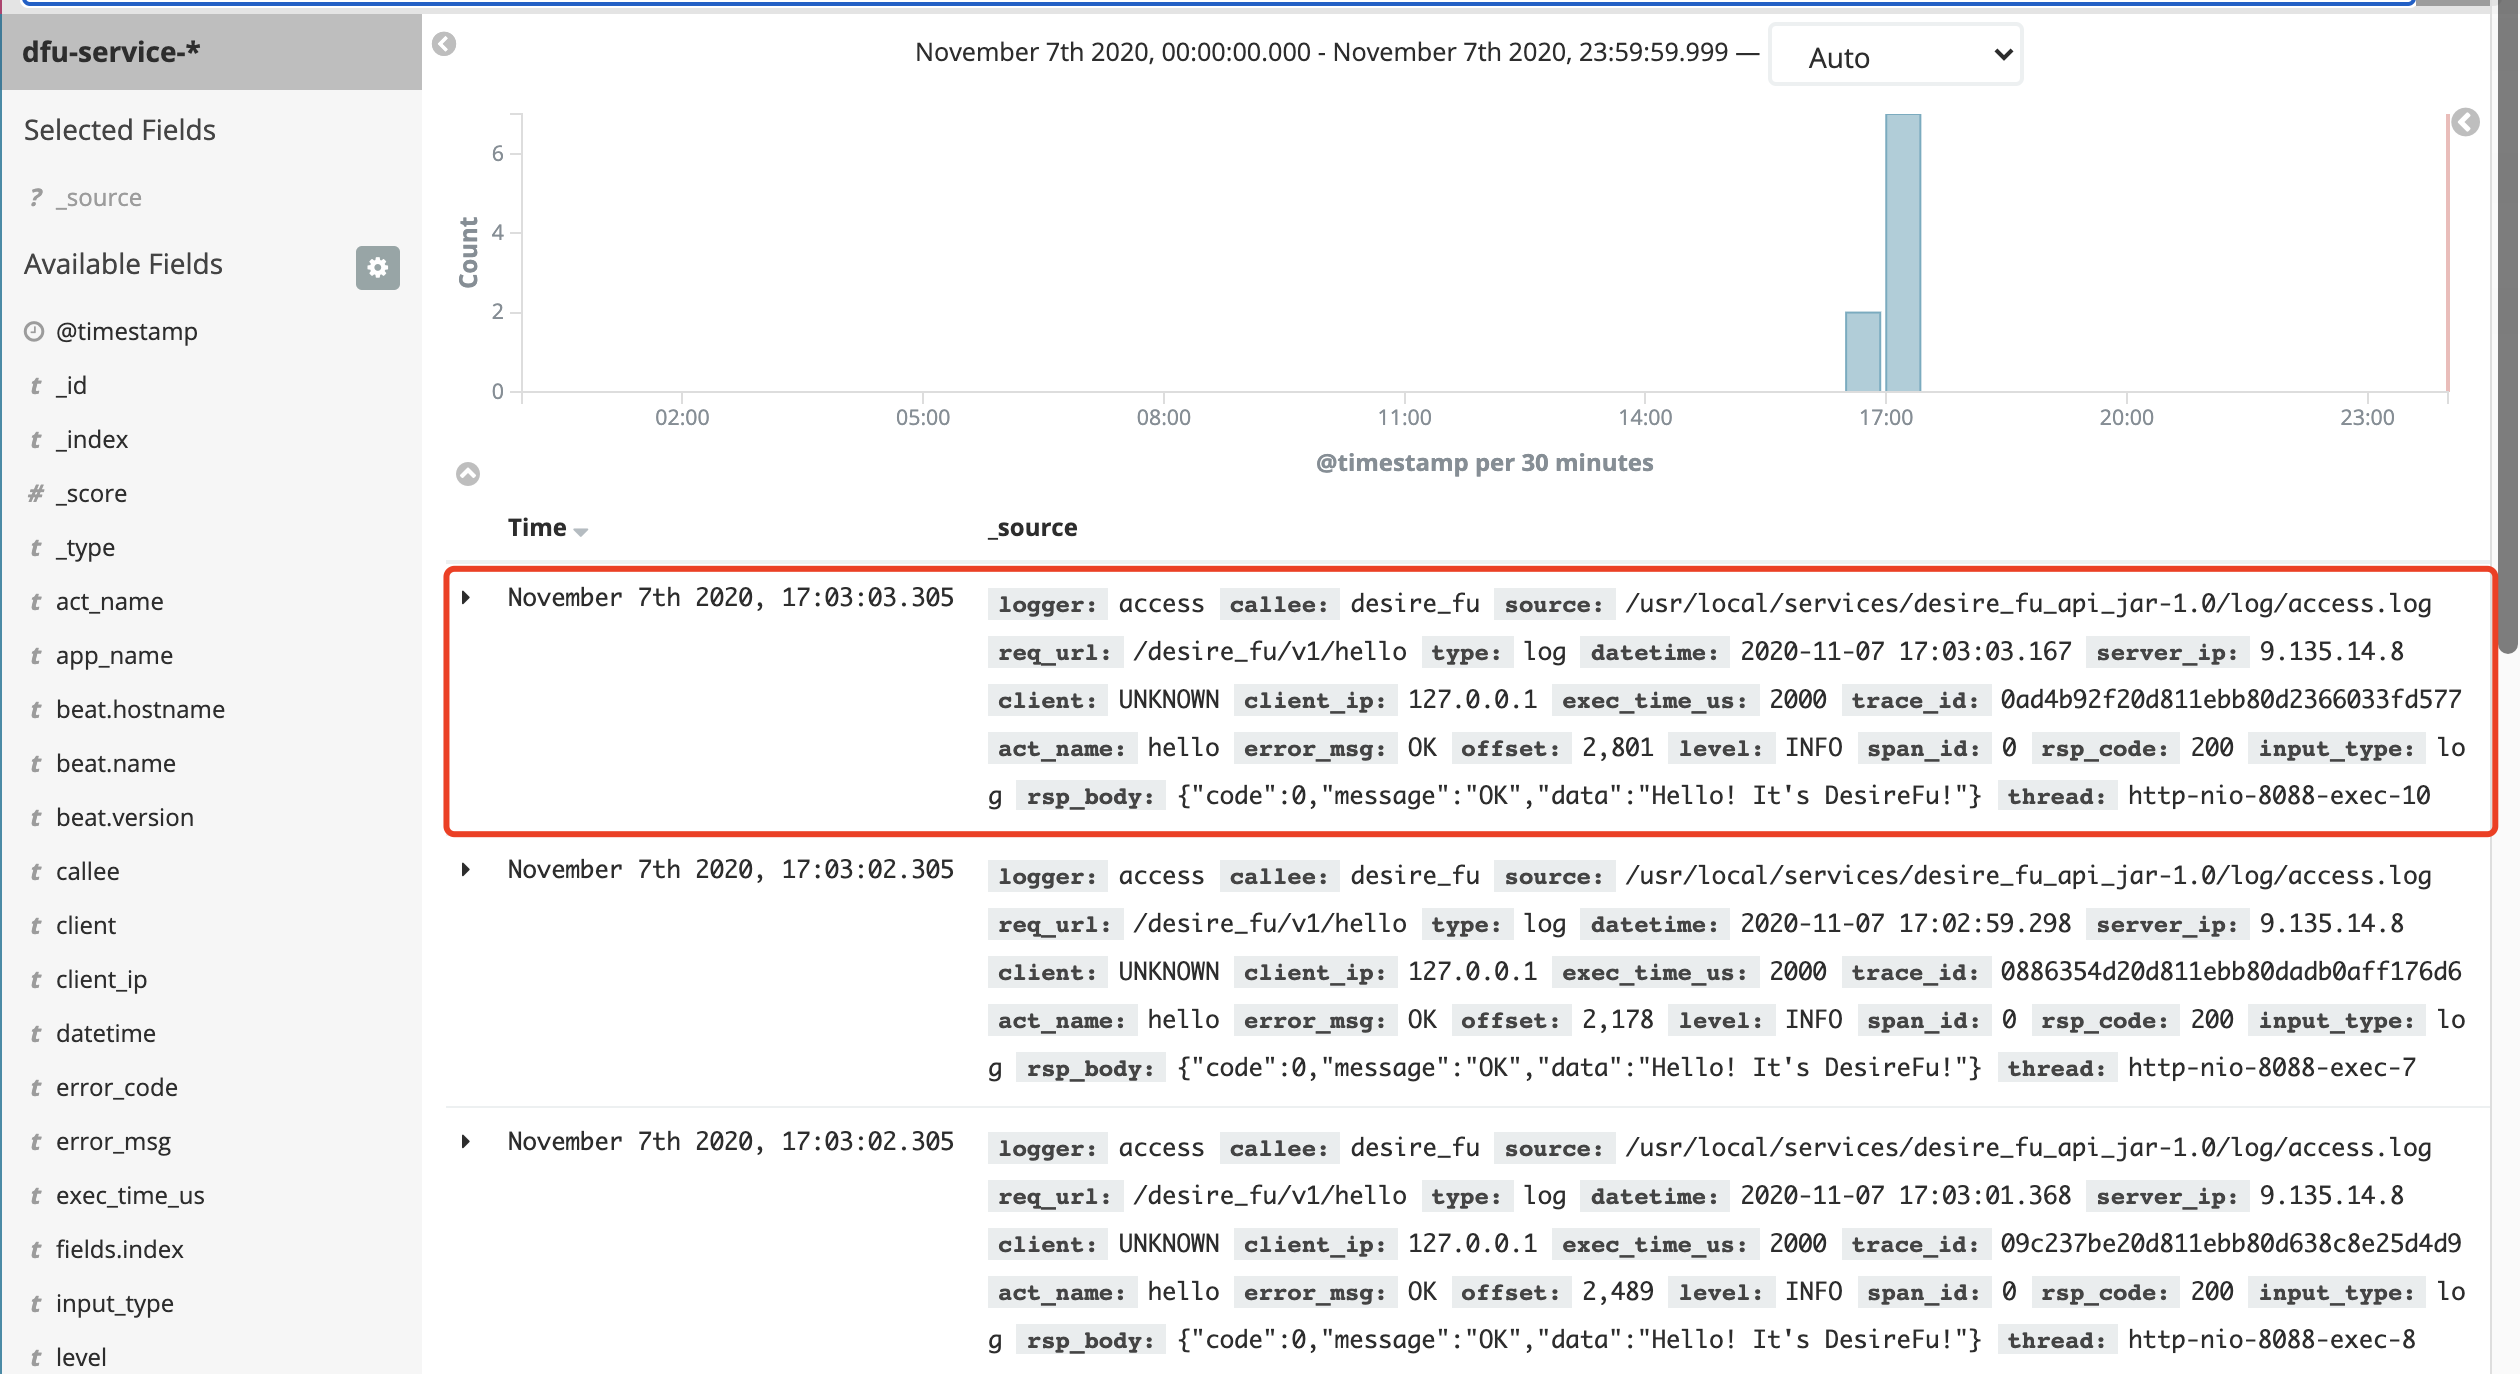 dfu-service-*
Selected Fields
? _source
Available Fields
@timestamp
t _id
t _index
# _score
t _type
t act_name
t app_name
t beat.hostname
t beat.name
t beat.version
t callee
t client
t client_ip
t datetime
t error_code
t error_msg
t exec_time_us
t fields.index
t input_type
t level
November 7th 2020, 00:00:00.000 - November 7th 2020, 23:59:59.999 — Auto
Count
6
4
2
0
02:00 05:00 08:00 11:00 14:00 17:00 20:00 23:00
@timestamp per 30 minutes
Time _source
November 7th 2020, 17:03:03.305 logger: access callee: desire_fu source: /usr/local/services/desire_fu_api_jar-1.0/log/access.log
req_url: /desire_fu/v1/hello type: log datetime: 2020-11-07 17:03:03.167 server_ip: 9.135.14.8
client: UNKNOWN client_ip: 127.0.0.1 exec_time_us: 2000 trace_id: 0ad4b92f20d811ebb80d2366033fd577
act_name: hello error_msg: OK offset: 2,801 level: INFO span_id: 0 rsp_code: 200 input_type: lo
g rsp_body: {"code":0,"message":"OK","data":"Hello! It's DesireFu!"} thread: http-nio-8088-exec-10
November 7th 2020, 17:03:02.305 logger: access callee: desire_fu source: /usr/local/services/desire_fu_api_jar-1.0/log/access.log
req_url: /desire_fu/v1/hello type: log datetime: 2020-11-07 17:02:59.298 server_ip: 9.135.14.8
client: UNKNOWN client_ip: 127.0.0.1 exec_time_us: 2000 trace_id: 0886354d20d811ebb80dadb0aff176d6
act_name: hello error_msg: OK offset: 2,178 level: INFO span_id: 0 rsp_code: 200 input_type: lo
g rsp_body: {"code":0,"message":"OK","data":"Hello! It's DesireFu!"} thread: http-nio-8088-exec-7
November 7th 2020, 17:03:02.305 logger: access callee: desire_fu source: /usr/local/services/desire_fu_api_jar-1.0/log/access.log
req_url: /desire_fu/v1/hello type: log datetime: 2020-11-07 17:03:01.368 server_ip: 9.135.14.8
client: UNKNOWN client_ip: 127.0.0.1 exec_time_us: 2000 trace_id: 09c237be20d811ebb80d638c8e25d4d9
act_name: hello error_msg: OK offset: 2,489 level: INFO span_id: 0 rsp_code: 200 input_type: lo
g rsp_body: {"code":0,"message":"OK","data":"Hello! It's DesireFu!"} thread: http-nio-8088-exec-8